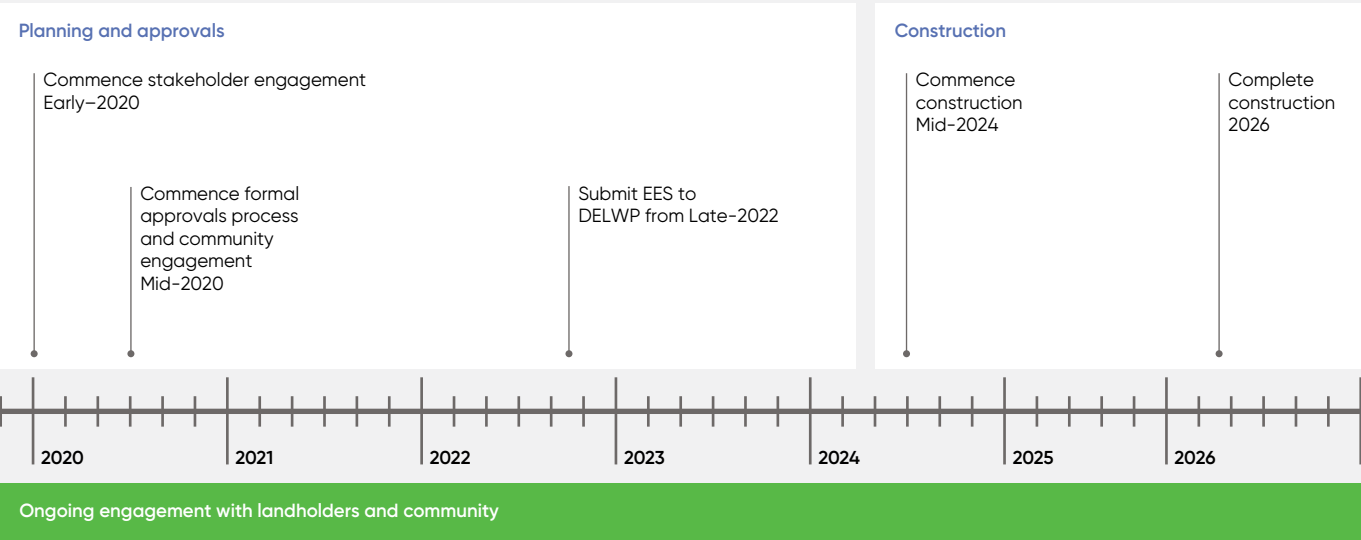 Planning and approvals
Commence stakeholder engagement
Early–2020
Commence formal
approvals process
and community
engagement
Mid-2020
Submit EES to
DELWP from Late-2022
Construction
Commence
construction
Mid-2024
Complete
construction
2026
2020
2021
2022
2023
2024
2025
2026
Ongoing engagement with landholders and community